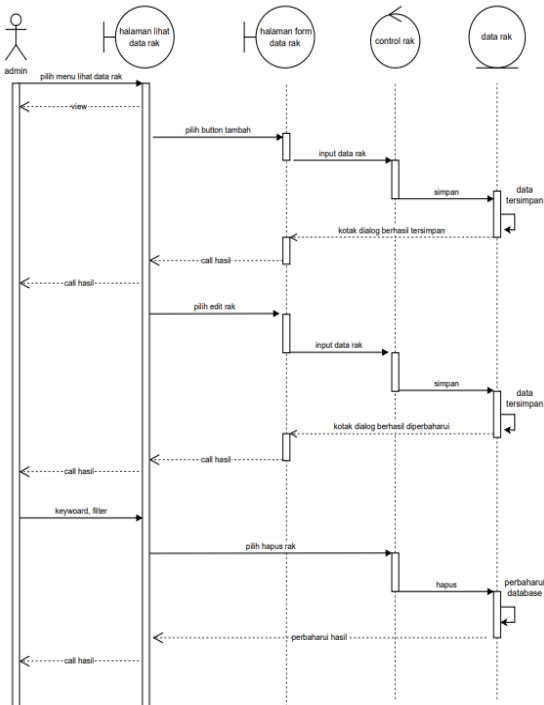 halaman lihat
data rak
halaman form
data rak
control rak
data rak
admin
pilih menu lihat data rak
view
pilih button tambah
input data rak
simpan
data
tersimpan
kotak dialog berhasil tersimpan
call hasil
call hasil
pilih edit rak
input data rak
simpan
data
tersimpan
kotak dialog berhasil diperbaharui
call hasil
call hasil
keywoard, filter
pilih hapus rak
hapus
perbaharui
database
perbaharui hasil
call hasil